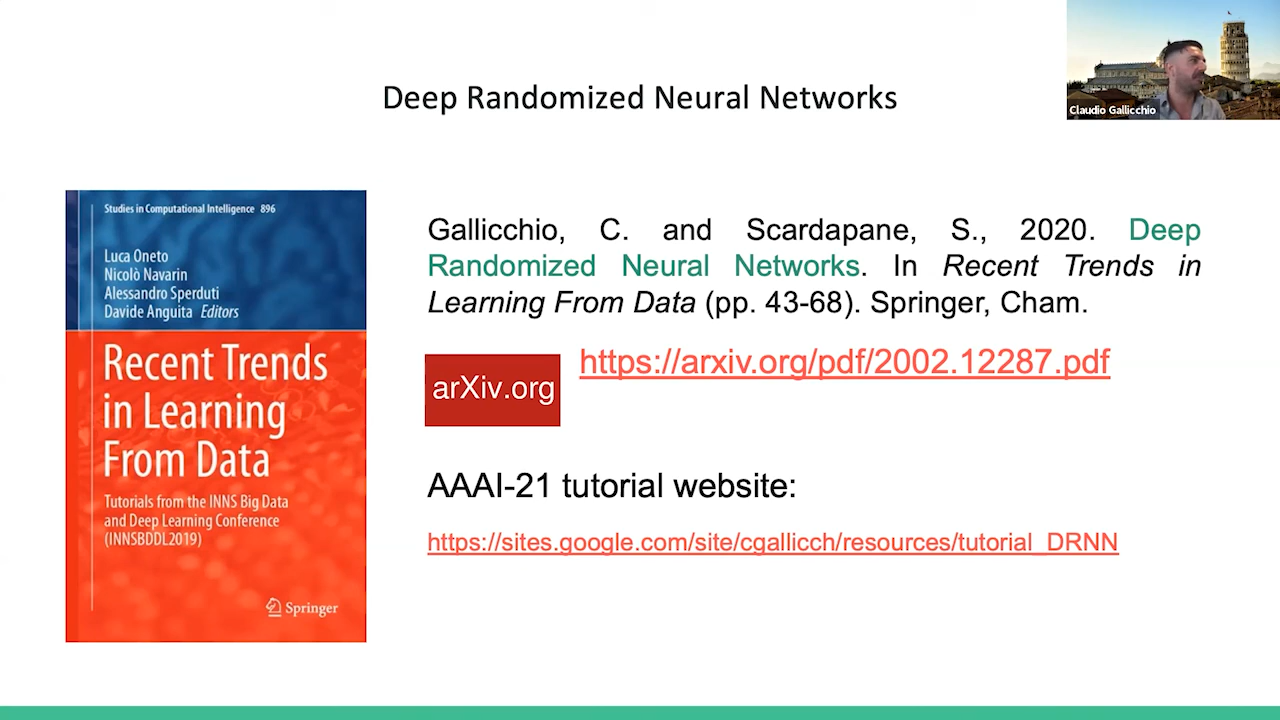 Deep Randomized Neural Networks
Claudio Gallicchio
Studies in Computational Intelligence 896
Luca Oneto
Nicolò Navarin
Alessandro Sperduti
Davide Anguita Editors
Recent Trends
in Learning
From Data
Tutorials from the INNS Big Data
and Deep Learning Conference
(INNSBDDL2019)
Springer
Gallicchio, C. and Scardapane, S., 2020. Deep
Randomized Neural Networks. In Recent Trends in
Learning From Data (pp. 43-68). Springer, Cham.
arXiv.org
https://arxiv.org/pdf/2002.12287.pdf
AAAI-21 tutorial website:
https://sites.google.com/site/cgallicch/resources/tutorial_DRNN